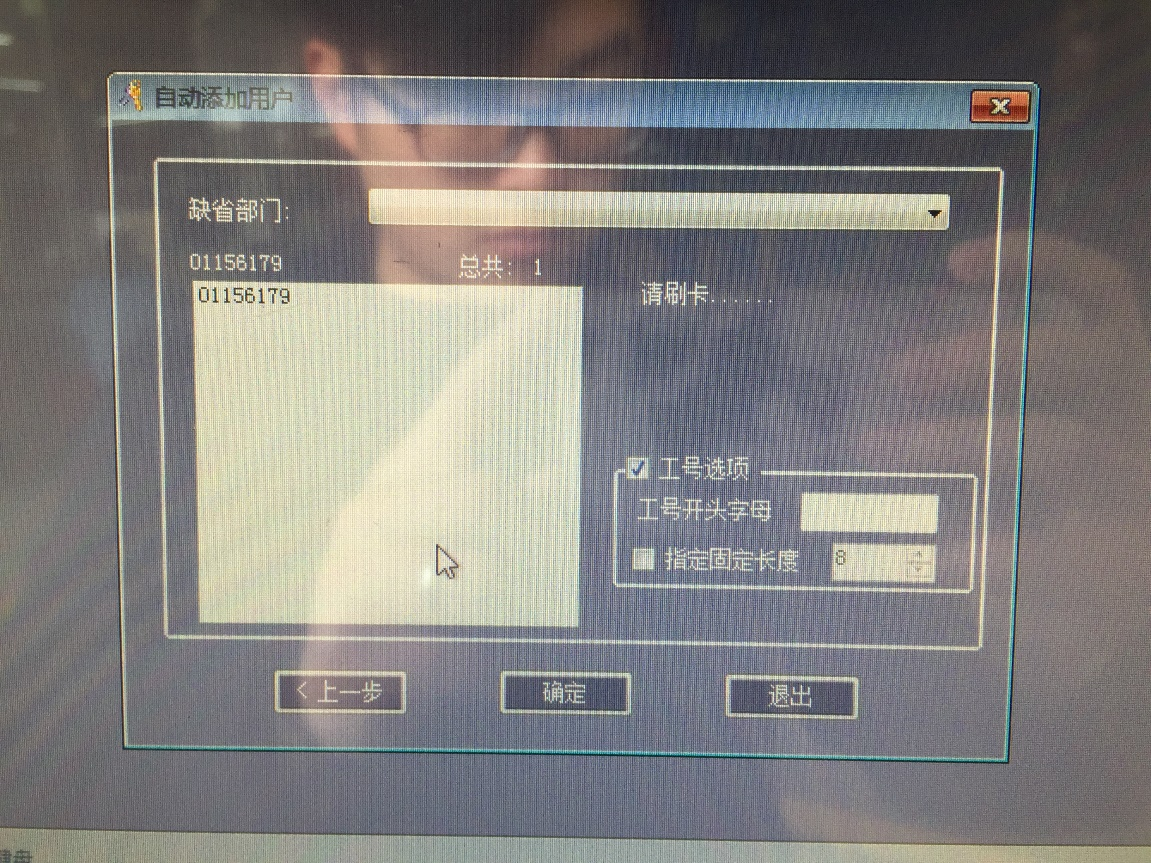 自动添加用户
缺省部门:
01156179
总共: 1
01156179
请刷卡......
工号选项
工号开头字母
指定固定长度 8
< 上一步
确定
退出